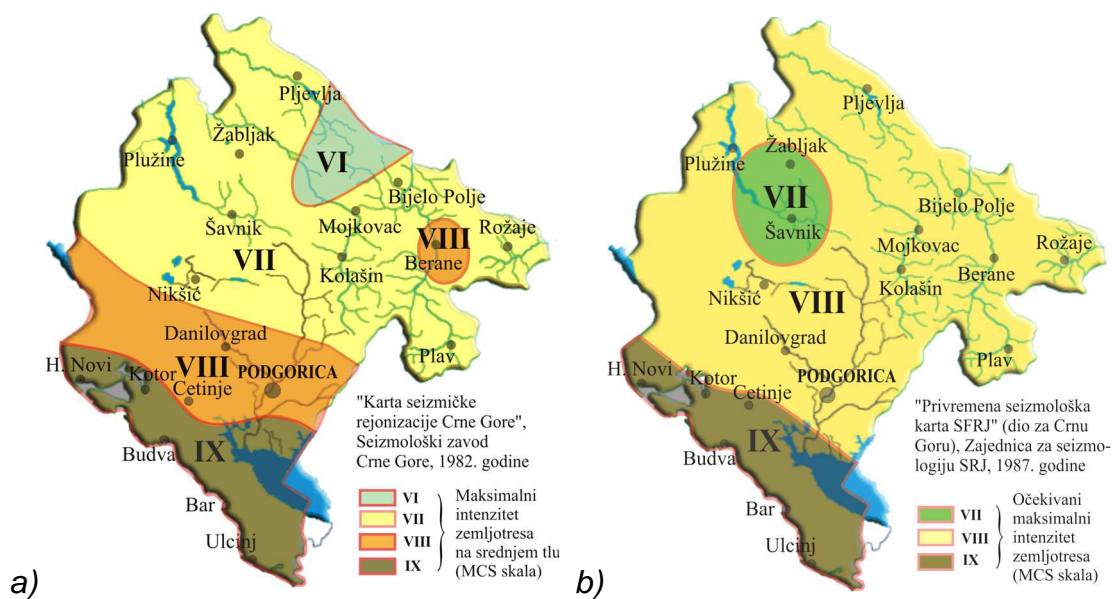 Pljevlja
Žabljak
VI
Plužine
Bijelo Polje
Šavnik
Mojkovac
VIII
Rožaje
VII
Berane
Kolašin
Nikšić
Danilovgrad
Plav
VIII
H. Novi
Kotor
PODGORICA
Cetinje
"Karta seizmičke
rejonizacije Crne Gore",
Seizmološki zavod
Crne Gore, 1982. godine
IX
Budva
Bar
Ulcinj
VI
VII
VIII
IX
Maksimalni
intenzitet
zemljotresa
na srednjem tlu
(MCS skala)
a)
Pljevlja
Žabljak
Plužine
VII
Bijelo Polje
Šavnik
Mojkovac
Rožaje
Berane
Kolašin
Nikšić
VIII
Danilovgrad
Plav
H. Novi
Kotor
PODGORICA
Cetinje
"Privremena seizmološka
karta SFRJ" (dio za Crnu
Goru), Zajednica za seizmo-
logiju SRJ, 1987. godine
IX
Budva
Bar
Ulcinj
VII
VIII
IX
Očekivani
maksimalni
intenzitet
zemljotresa
(MCS skala)
b)